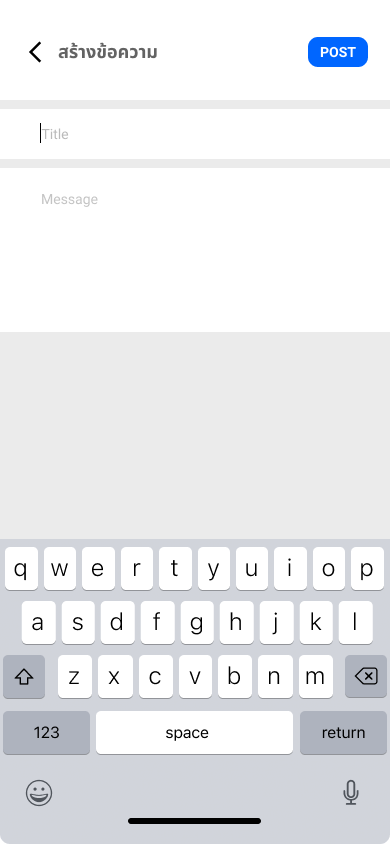 สร้างข้อความ
POST
Title
Message
q w e r t y u i o p
a s d f g h j k l
z x c v b n m
123 space return